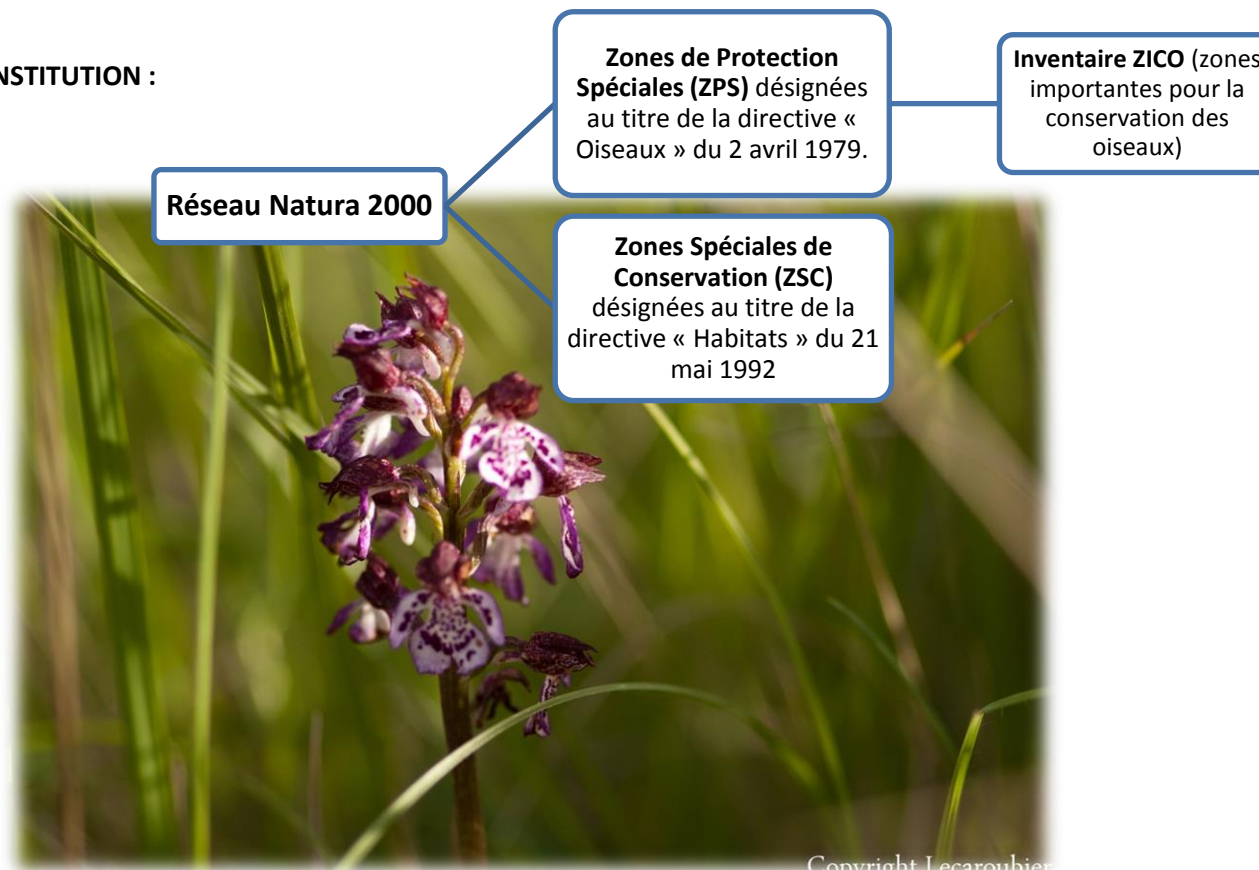 NSTITUTION :
Zones de Protection
Spéciales (ZPS) désignées
au titre de la directive «
Oiseaux » du 2 avril 1979.
Inventaire ZICO (zones
importantes pour la
conservation des
oiseaux)
Réseau Natura 2000
Zones Spéciales de
Conservation (ZSC)
désignées au titre de la
directive « Habitats » du 21
mai 1992
Copyright Lecaroubier